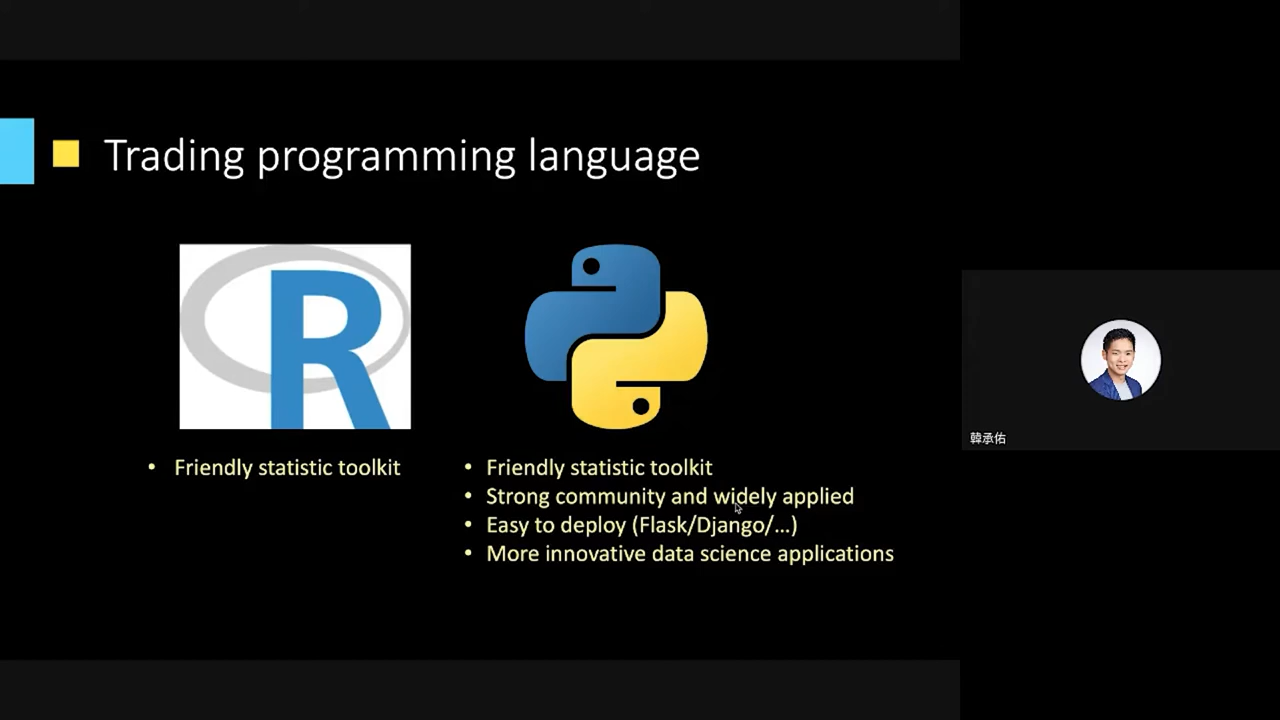 Trading programming language
R
• Friendly statistic toolkit
• Friendly statistic toolkit
• Strong community and widely applied
• Easy to deploy (Flask/Django/...)
• More innovative data science applications
韓承佑